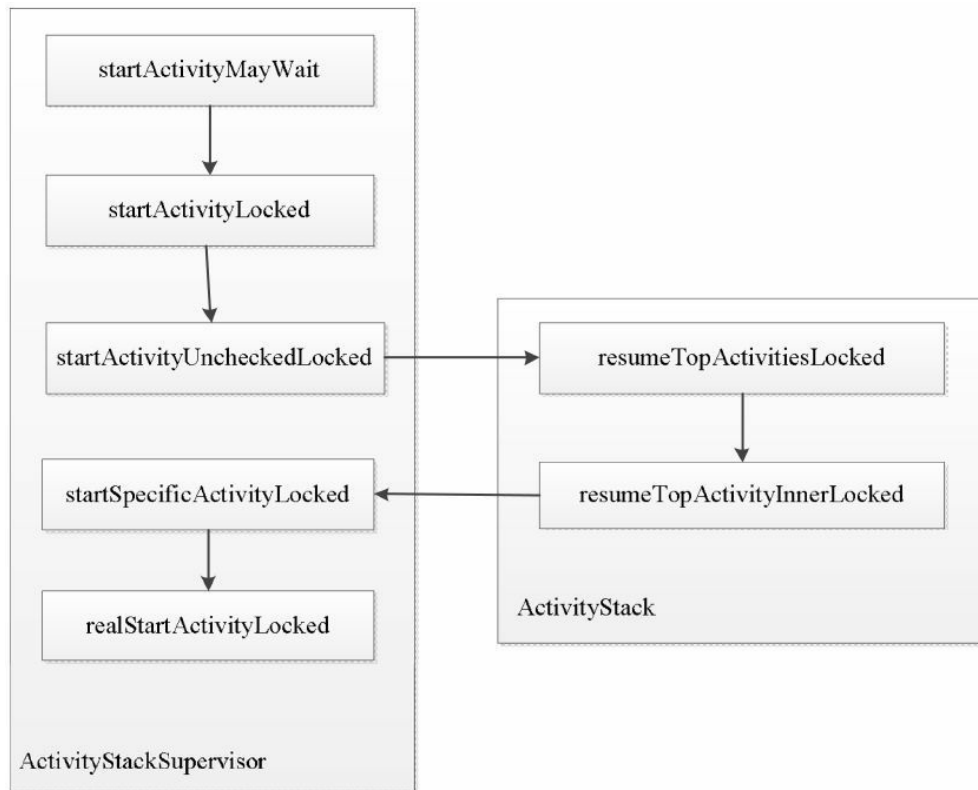 startActivityMayWait
startActivityLocked
startActivityUncheckedLocked
resumeTopActivitiesLocked
startSpecificActivityLocked
resumeTopActivityInnerLocked
realStartActivityLocked
ActivityStack
ActivityStackSupervisor